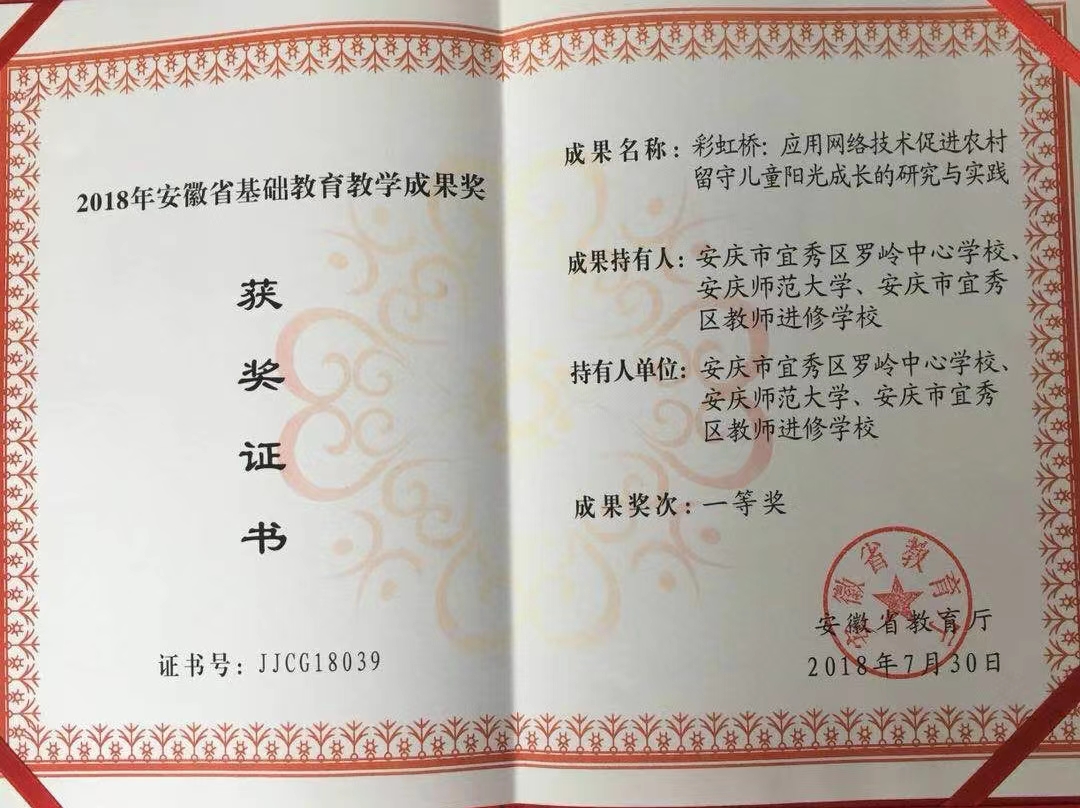 2018年安徽省基础教育教学成果奖
获
奖
证
书
证书号：JJCG18039
成果名称：彩虹桥：应用网络技术促进农村
留守儿童阳光成长的研究与实践
成果持有人：安庆市宜秀区罗岭中心学校、
安庆师范大学、安庆市宜秀
区教师进修学校
持有人单位：安庆市宜秀区罗岭中心学校、
安庆师范大学、安庆市宜秀
区教师进修学校
成果奖次：一等奖
安徽省教育厅
安徽省教育厅
2018年7月30日